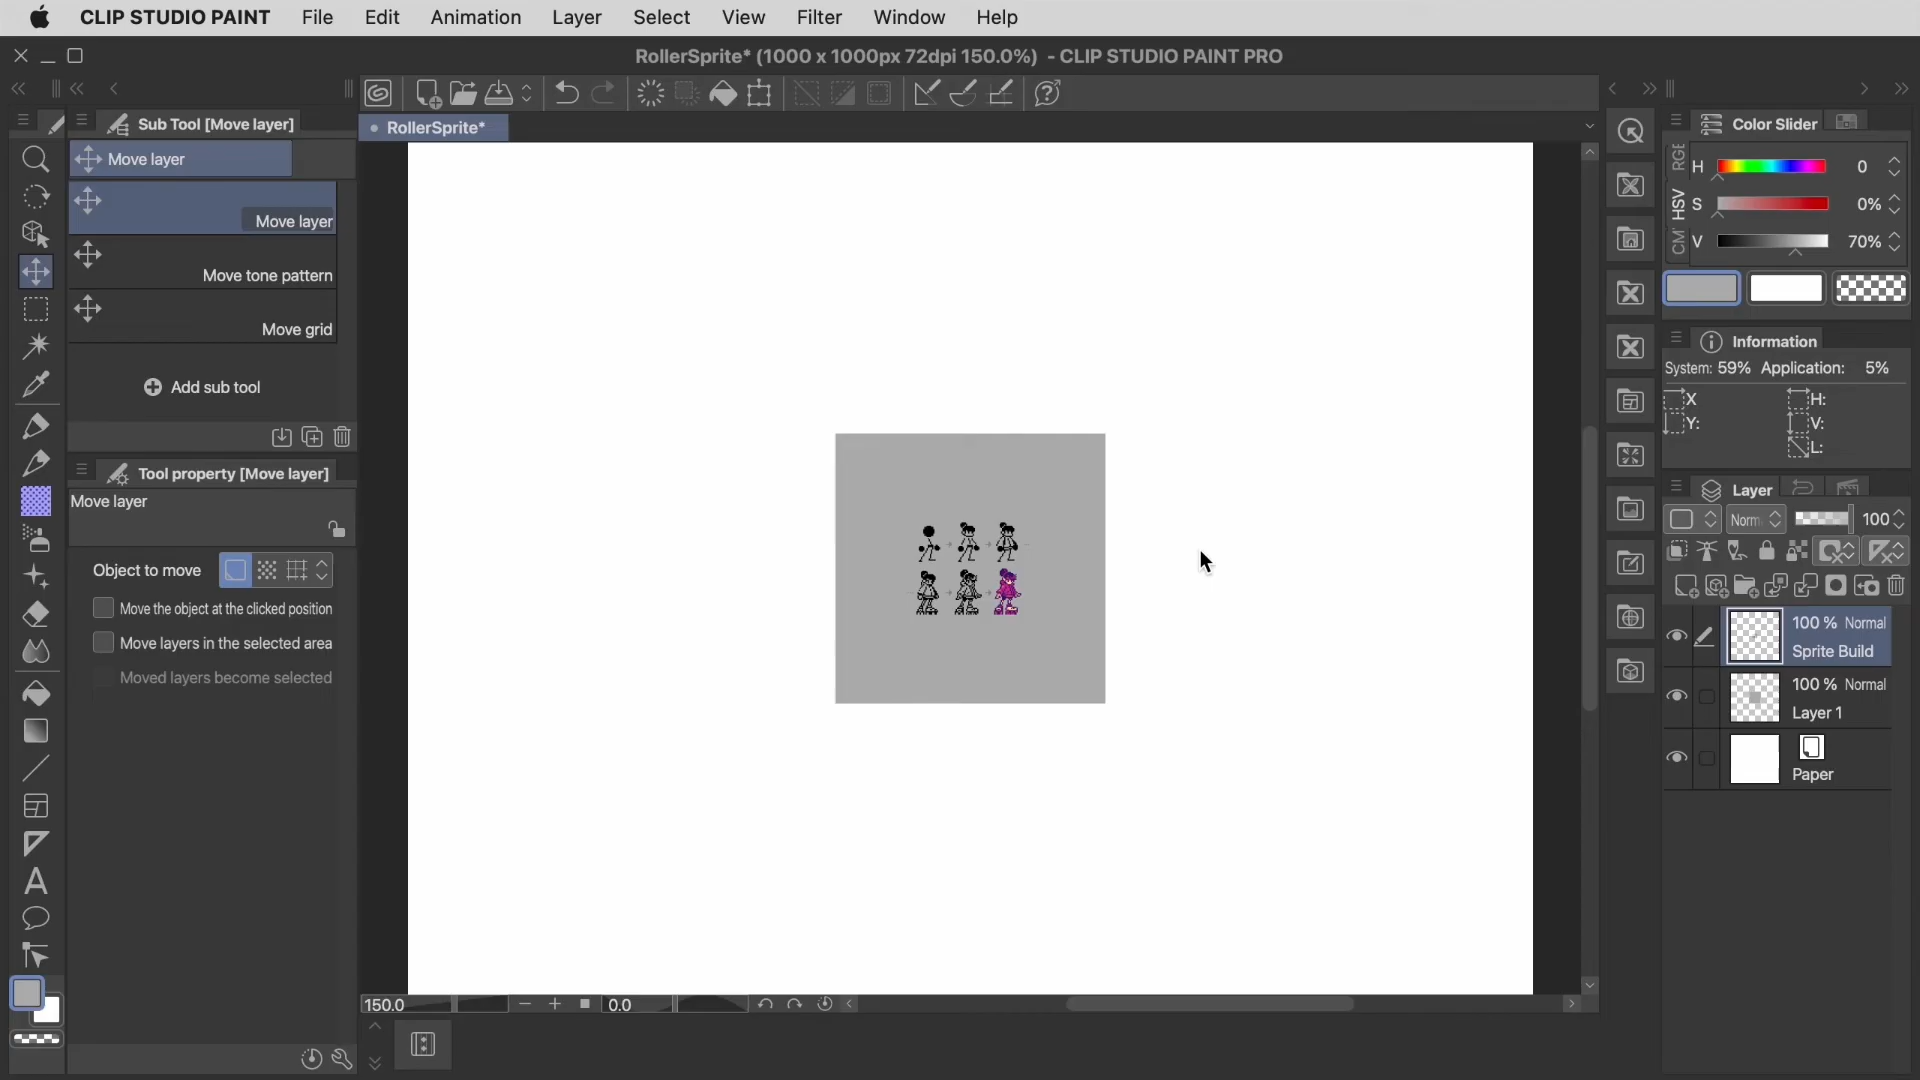 CLIP STUDIO PAINT File Edit Animation Layer Select View Filter Window Help
RollerSprite* (1000 x 1000px 72dpi 150.0%) - CLIP STUDIO PAINT PRO
Sub Tool [Move layer]
Move layer
Move layer
Move tone pattern
Move grid
Add sub tool
Tool property [Move layer]
Move layer
Object to move
Move the object at the clicked position
Move layers in the selected area
Moved layers become selected
RollerSprite*
150.0
0.0
Color Slider
RGB
HSV
CM
H 0
S 0%
V 70%
Information
System: 59% Application: 5%
X H:
Y: V:
L:
Layer
Norm 100
100 % Normal
Sprite Build
100 % Normal
Layer 1
Paper